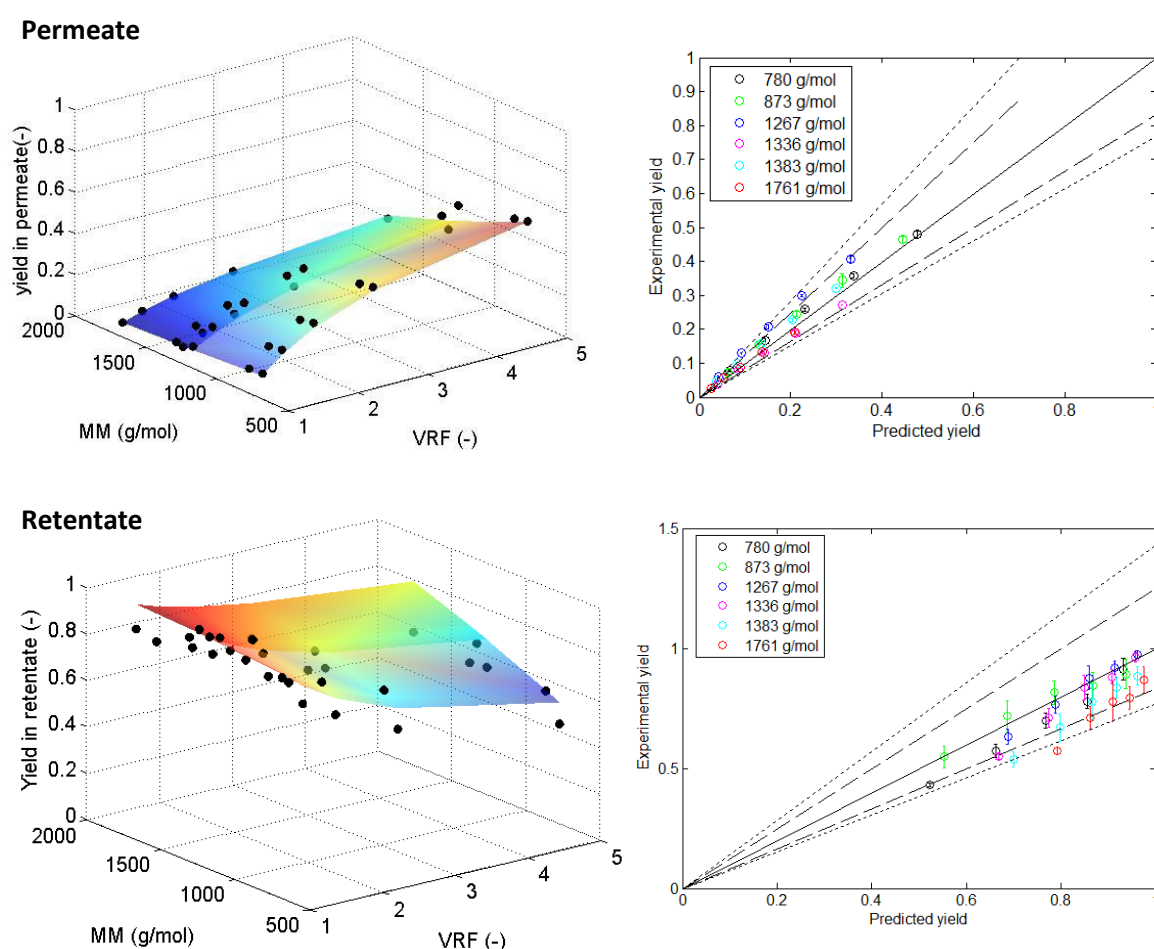 Permeate
yield in permeate(-)
1
0.8
0.6
0.4
0.2
0
2000
1500
1000
500
MM (g/mol)
1
2
3
4
5
VRF (-)
Experimental yield
1
0.9
0.8
0.7
0.6
0.5
0.4
0.3
0.2
0.1
0
780 g/mol
873 g/mol
1267 g/mol
1336 g/mol
1383 g/mol
1761 g/mol
0
0.2
0.4
0.6
0.8
Predicted yield
Retentate
Yield in retentate (-)
1
0.8
0.6
0.4
0.2
0
2000
1500
1000
500
MM (g/mol)
1
2
3
4
5
VRF (-)
Experimental yield
1.5
1
0.5
0
780 g/mol
873 g/mol
1267 g/mol
1336 g/mol
1383 g/mol
1761 g/mol
0
0.2
0.4
0.6
0.8
Predicted yield